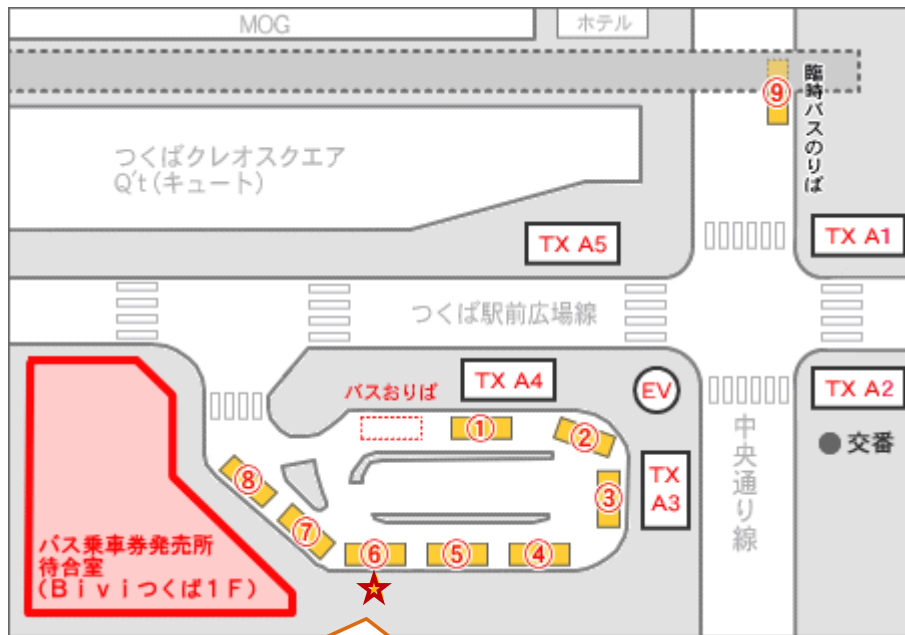 MOG
ホテル
⑨
臨時バスのりば
つくばクレオスクエア
Q't(キュート)
TX A5
TX A1
つくば駅前広場線
TX A4
EV
TX A2
バスおりば
①
②
中央通り線
●交番
⑧
③
TX
A3
⑦
⑥
⑤
④
バス乗車券発売所
待合室
(Biviつくば1F)